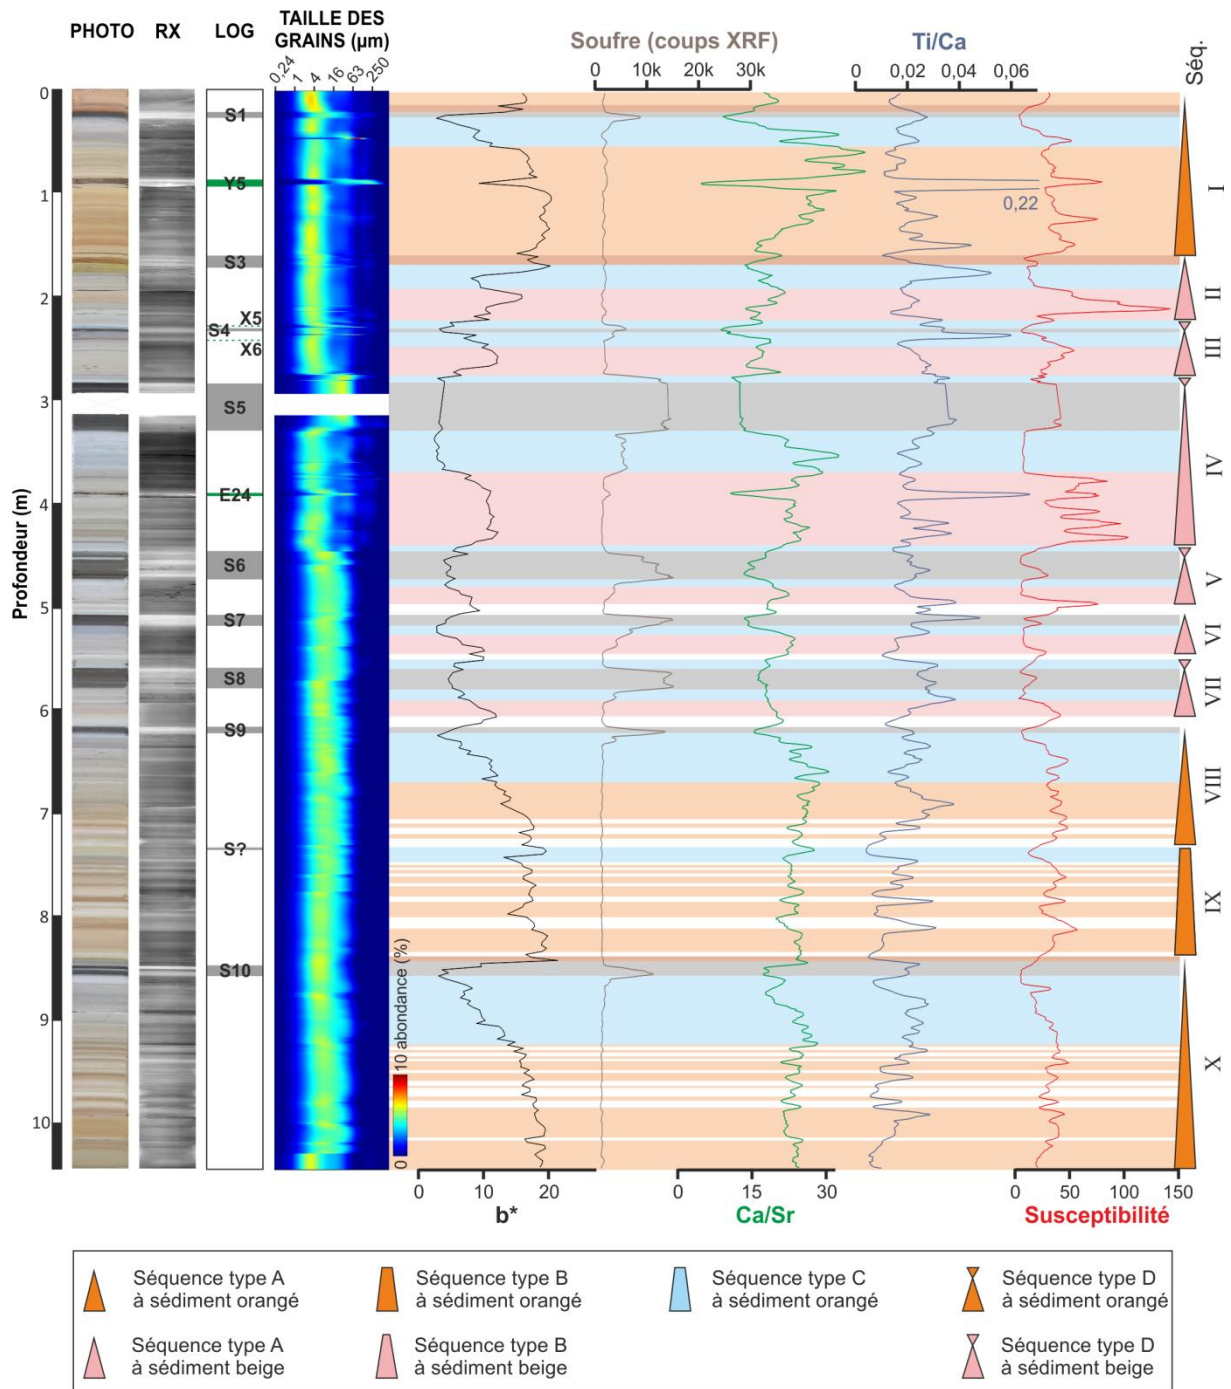 PHOTO
RX
LOG
TAILLE DES
GRAINS (µm)
0,24
1
4
16
63
250
Soufre (coups XRF)
0
10k
30k
Ti/Ca
0
0,02
0,04
0,06
Séq.
Profondeur (m)
0
1
2
3
4
5
6
7
8
9
10
S1
Y5
S3
X5
S4
X6
S5
E24
S6
S7
S8
S9
S?
S10
0,22
I
II
III
IV
V
VI
VII
VIII
IX
X
0
10 abondance (%)
0
10
20
b*
0
15
30
Ca/Sr
0
50
100
150
Susceptibilité
Séquence type A
à sédiment orangé
Séquence type B
à sédiment orangé
Séquence type C
à sédiment orangé
Séquence type D
à sédiment orangé
Séquence type A
à sédiment beige
Séquence type B
à sédiment beige
Séquence type D
à sédiment beige